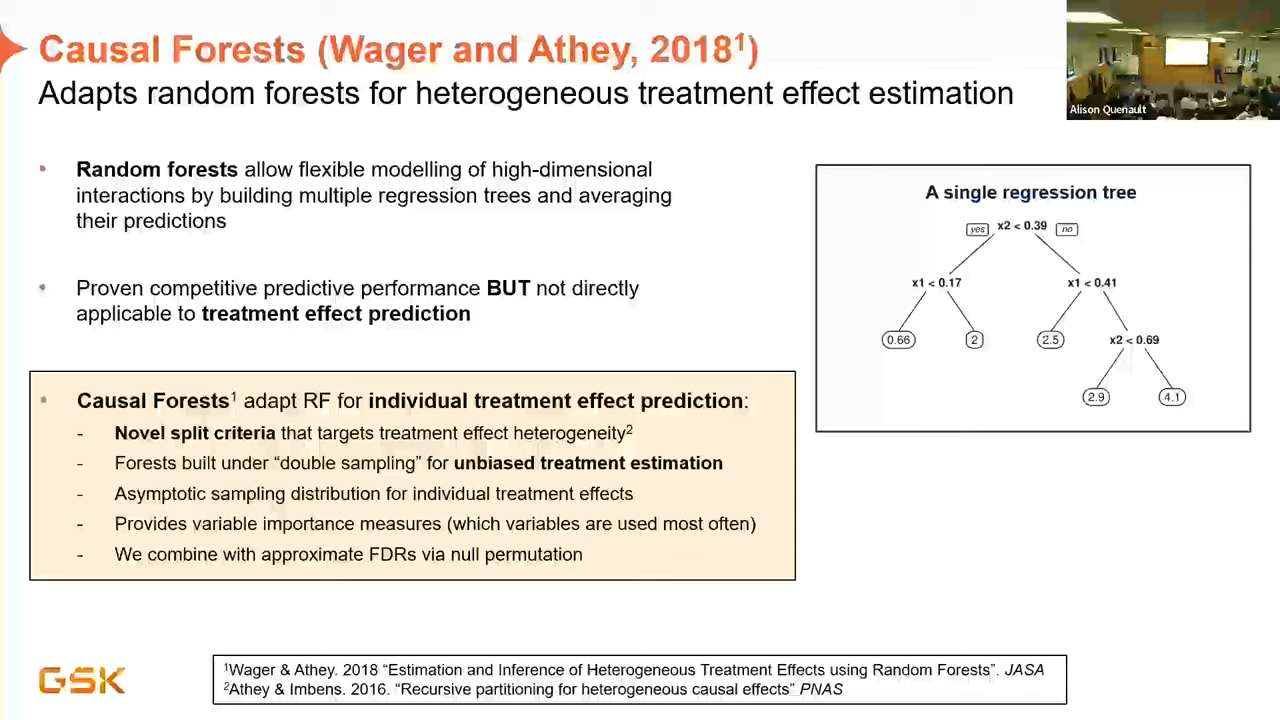 Causal Forests (Wager and Athey, 2018¹)
Adapts random forests for heterogeneous treatment effect estimation
Alison Quenault
• Random forests allow flexible modelling of high-dimensional
interactions by building multiple regression trees and averaging
their predictions
• Proven competitive predictive performance BUT not directly
applicable to treatment effect prediction
• Causal Forests¹ adapt RF for individual treatment effect prediction:
- Novel split criteria that targets treatment effect heterogeneity²
- Forests built under “double sampling” for unbiased treatment estimation
- Asymptotic sampling distribution for individual treatment effects
- Provides variable importance measures (which variables are used most often)
- We combine with approximate FDRs via null permutation
A single regression tree
yes x2 < 0.39 no
x1 < 0.17 x1 < 0.41
0.66 2 2.5 x2 < 0.69
2.9 4.1
GSK
¹Wager & Athey. 2018 “Estimation and Inference of Heterogeneous Treatment Effects using Random Forests”. JASA
²Athey & Imbens. 2016. “Recursive partitioning for heterogeneous causal effects” PNAS